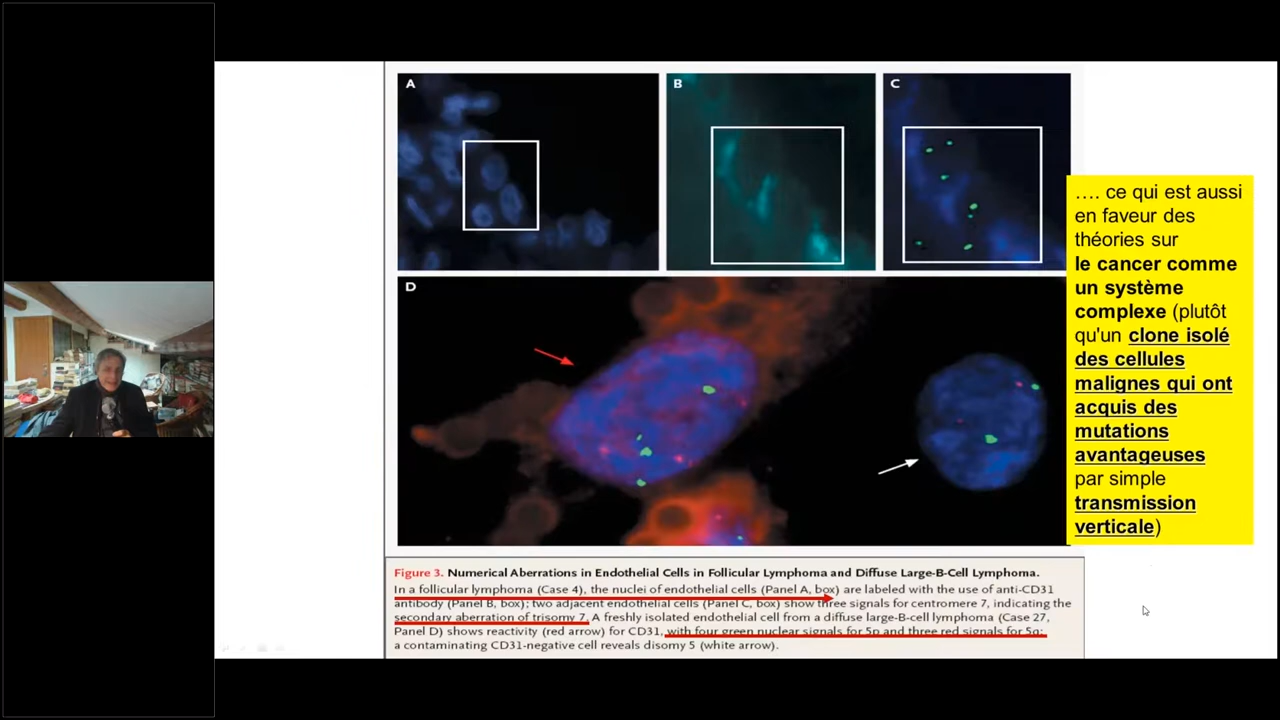 A
B
C
D
Figure 3. Numerical Aberrations in Endothelial Cells in Follicular Lymphoma and Diffuse Large-B-Cell Lymphoma.
In a follicular lymphoma (Case 4), the nuclei of endothelial cells (Panel A, box) are labeled with the use of anti-CD31
antibody (Panel B, box); two adjacent endothelial cells (Panel C, box) show three signals for centromere 7, indicating the
secondary aberration of trisomy 7. A freshly isolated endothelial cell from a diffuse large-B-cell lymphoma (Case 27,
Panel D) shows reactivity (red arrow) for CD31, with four green nuclear signals for 5p and three red signals for 5q;
a contaminating CD31-negative cell reveals disomy 5 (white arrow).
…. ce qui est aussi
en faveur des
théories sur
le cancer comme
un système
complexe (plutôt
qu'un clone isolé
des cellules
malignes qui ont
acquis des
mutations
avantageuses
par simple
transmission
verticale)